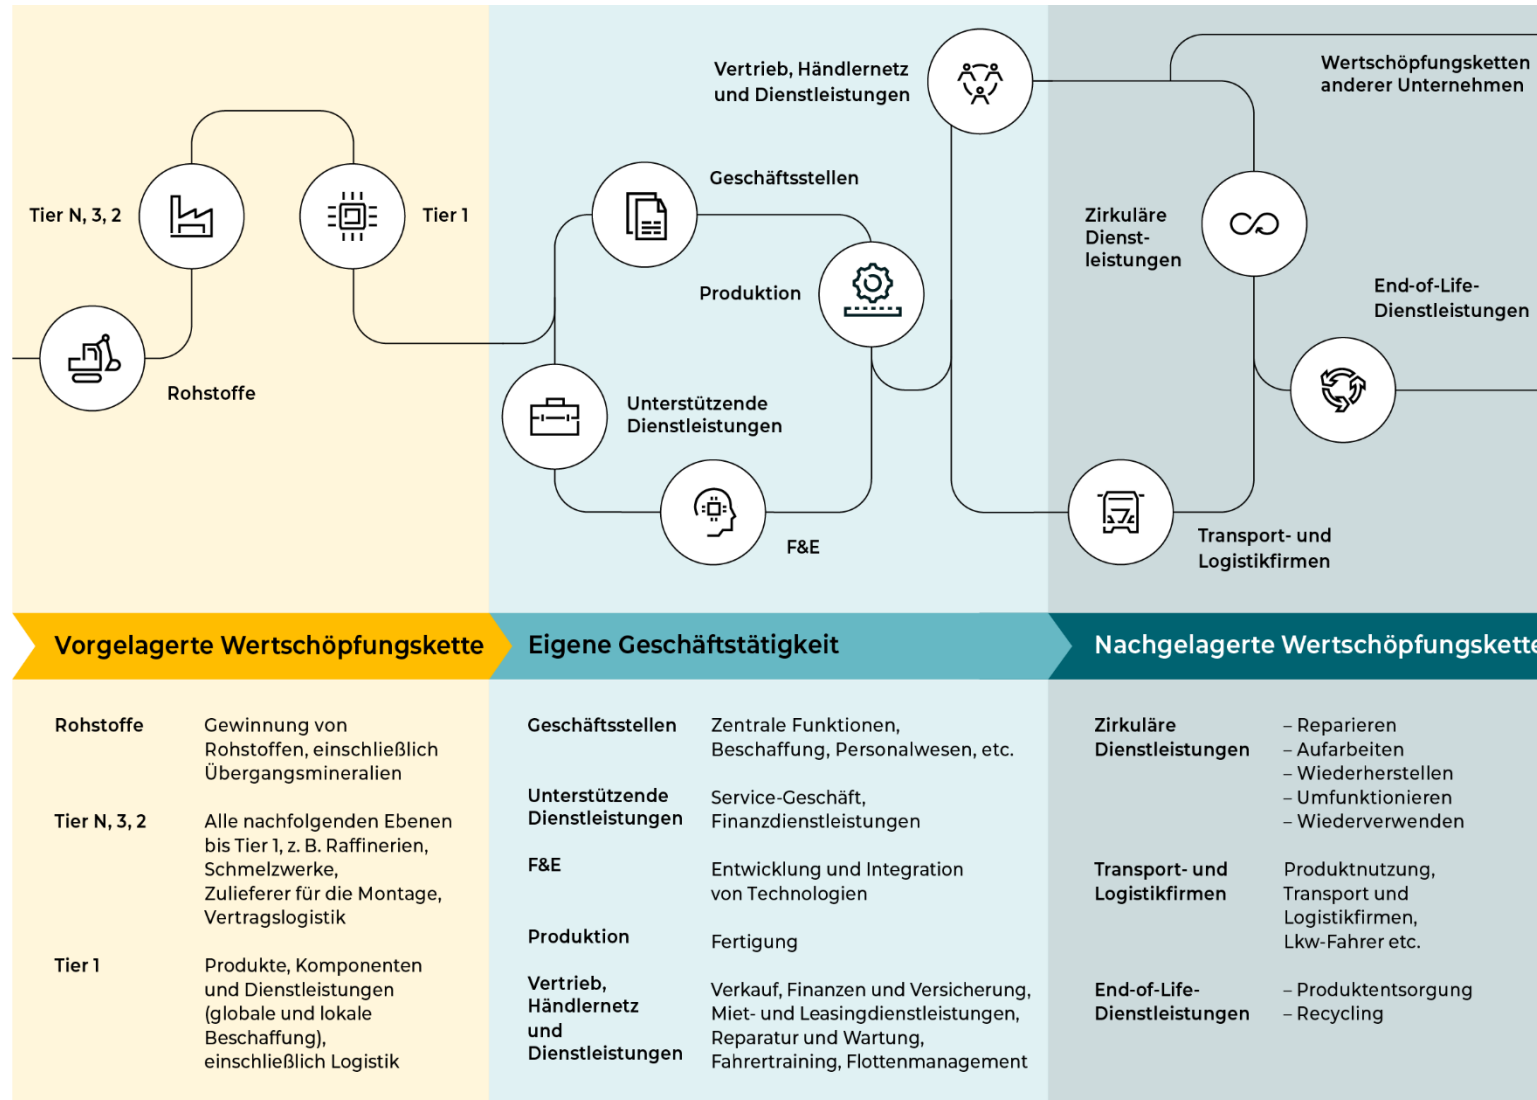 Vertrieb, Händlernetz
und Dienstleistungen
Wertschöpfungsketten
anderer Unternehmen
Geschäftsstellen
Tier N, 3, 2
Tier 1
Zirkuläre
Dienst-
leistungen
Produktion
End-of-Life-
Dienstleistungen
Rohstoffe
Unterstützende
Dienstleistungen
F&E
Transport- und
Logistikfirmen
Vorgelagerte Wertschöpfungskette
Rohstoffe
Gewinnung von
Rohstoffen, einschließlich
Übergangsmineralien
Tier N, 3, 2
Alle nachfolgenden Ebenen
bis Tier 1, z. B. Raffinerien,
Schmelzwerke,
Zulieferer für die Montage,
Vertragslogistik
Tier 1
Produkte, Komponenten
und Dienstleistungen
(globale und lokale
Beschaffung),
einschließlich Logistik
Eigene Geschäftstätigkeit
Geschäftsstellen
Zentrale Funktionen,
Beschaffung, Personalwesen, etc.
Unterstützende
Dienstleistungen
Service-Geschäft,
Finanzdienstleistungen
F&E
Entwicklung und Integration
von Technologien
Produktion
Fertigung
Vertrieb,
Händlernetz
und
Dienstleistungen
Verkauf, Finanzen und Versicherung,
Miet- und Leasingdienstleistungen,
Reparatur und Wartung,
Fahrertraining, Flottenmanagement
Nachgelagerte Wertschöpfungskette
Zirkuläre
Dienstleistungen
– Reparieren
– Aufarbeiten
– Wiederherstellen
– Umfunktionieren
– Wiederverwenden
Transport- und
Logistikfirmen
Produktnutzung,
Transport und
Logistikfirmen,
Lkw-Fahrer etc.
End-of-Life-
Dienstleistungen
– Produktentsorgung
– Recycling